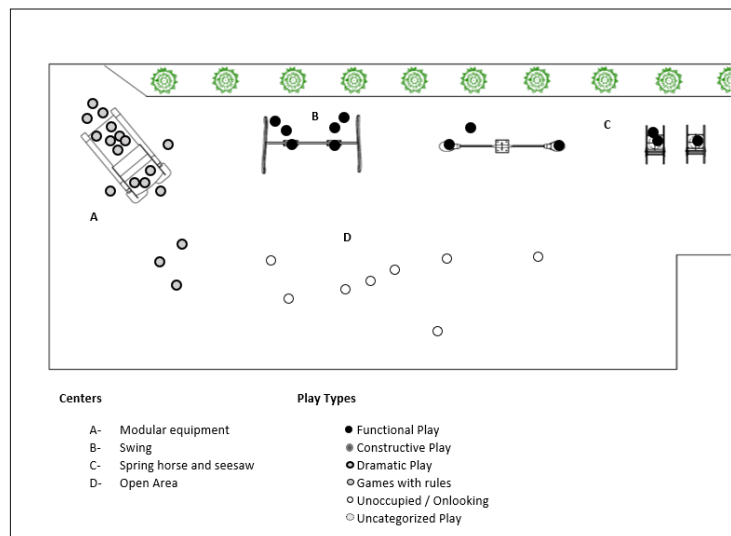 B
C
A
D
Centers
Play Types
A- Modular equipment
B- Swing
C- Spring horse and seesaw
D- Open Area
Functional Play
Constructive Play
Dramatic Play
Games with rules
Unoccupied / Onlooking
Uncategorized Play